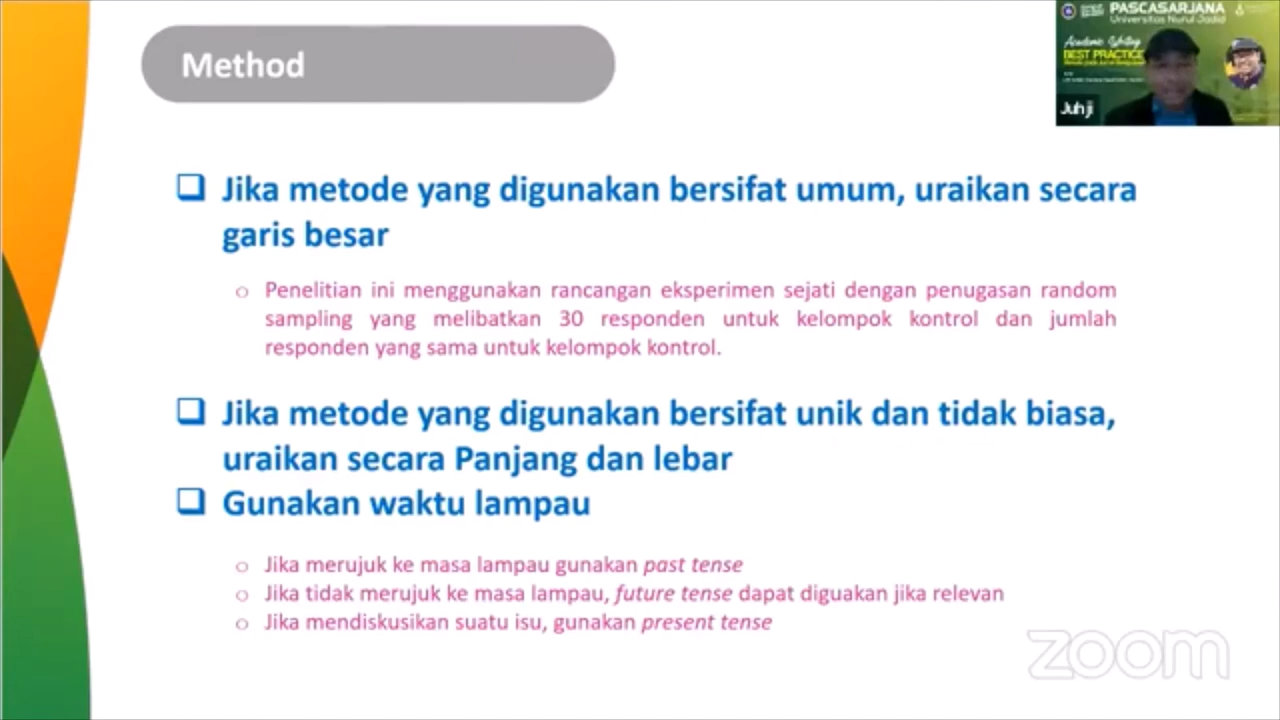 Method
PASCASARJANA
Universitas Nurul Jadid
Academic Writing
BEST PRACTICE
Juhji
Jika metode yang digunakan bersifat umum, uraikan secara
garis besar
Penelitian ini menggunakan rancangan eksperimen sejati dengan penugasan random
sampling yang melibatkan 30 responden untuk kelompok kontrol dan jumlah
responden yang sama untuk kelompok kontrol.
Jika metode yang digunakan bersifat unik dan tidak biasa,
uraikan secara Panjang dan lebar
Gunakan waktu lampau
Jika merujuk ke masa lampau gunakan past tense
Jika tidak merujuk ke masa lampau, future tense dapat diguakan jika relevan
Jika mendiskusikan suatu isu, gunakan present tense
zoom